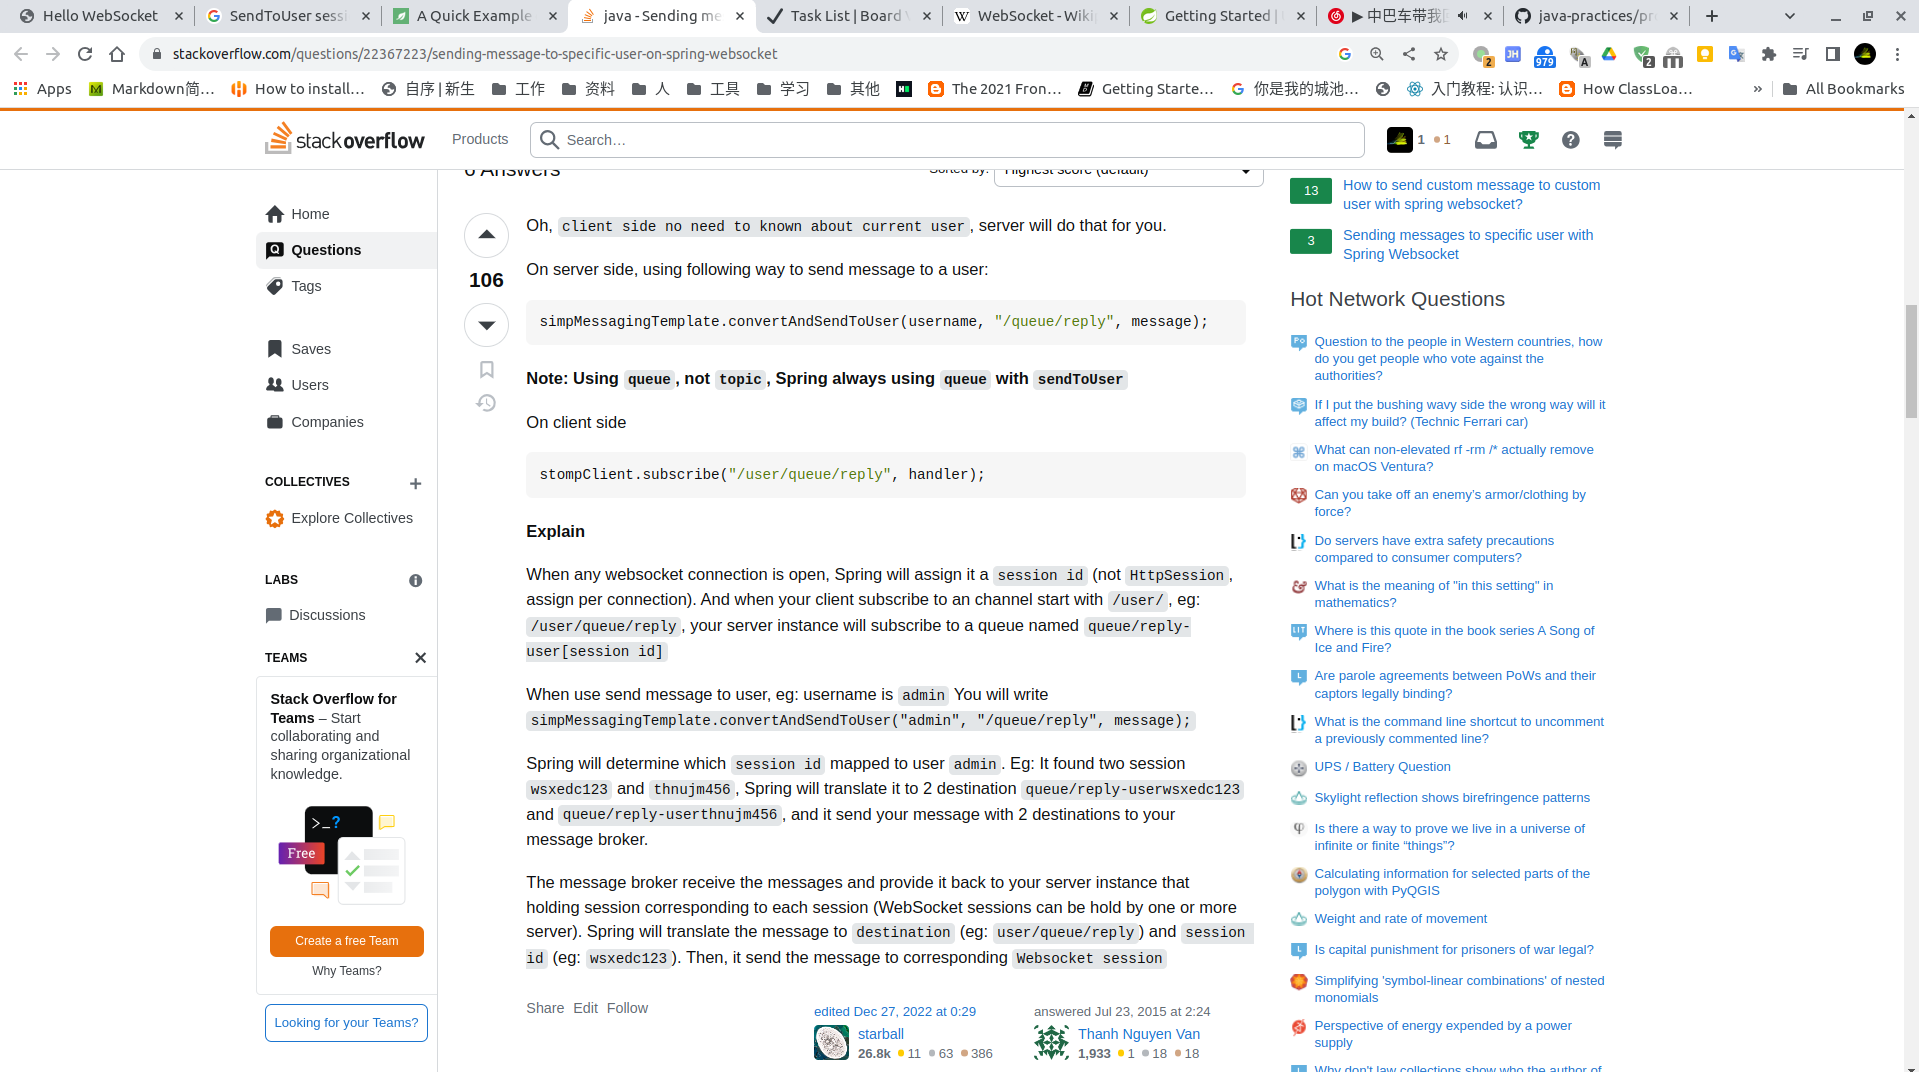 Hello WebSocket
SendToUser sessi
A Quick Example
java - Sending me
Task List | Board V
WebSocket - Wiki
Getting Started |
▶ 中巴车带我
java-practices/pr
stackoverflow.com/questions/22367223/sending-message-to-specific-user-on-spring-websocket
2
JH
979
A
2
Apps
Markdown简…
How to install…
自序 | 新生
工作
资料
人
工具
学习
其他
The 2021 Fron…
Getting Starte…
你是我的城池…
入门教程: 认识…
How ClassLoa…
»
All Bookmarks
stackoverflow
Products
Search…
1
1
6 Answers
Sorted by:
Highest score (default)
Home
Questions
Tags
Saves
Users
Companies
COLLECTIVES
Explore Collectives
LABS
Discussions
TEAMS
Stack Overflow for
Teams – Start
collaborating and
sharing organizational
knowledge.
>_?
Free
Create a free Team
Why Teams?
Looking for your Teams?
106
Oh, client side no need to known about current user, server will do that for you.
On server side, using following way to send message to a user:
simpMessagingTemplate.convertAndSendToUser(username, "/queue/reply", message);
Note: Using queue, not topic, Spring always using queue with sendToUser
On client side
stompClient.subscribe("/user/queue/reply", handler);
Explain
When any websocket connection is open, Spring will assign it a session id (not HttpSession,
assign per connection). And when your client subscribe to an channel start with /user/, eg:
/user/queue/reply, your server instance will subscribe to a queue named queue/reply-
user[session id]
When use send message to user, eg: username is admin You will write
simpMessagingTemplate.convertAndSendToUser("admin", "/queue/reply", message);
Spring will determine which session id mapped to user admin. Eg: It found two session
wsxedc123 and thnujm456, Spring will translate it to 2 destination queue/reply-userwsxedc123
and queue/reply-userthnujm456, and it send your message with 2 destinations to your
message broker.
The message broker receive the messages and provide it back to your server instance that
holding session corresponding to each session (WebSocket sessions can be hold by one or more
server). Spring will translate the message to destination (eg: user/queue/reply) and session
id (eg: wsxedc123). Then, it send the message to corresponding Websocket session
Share Edit Follow
edited Dec 27, 2022 at 0:29
starball
26.8k 11 63 386
answered Jul 23, 2015 at 2:24
Thanh Nguyen Van
1,933 1 18 18
13
How to send custom message to custom
user with spring websocket?
3
Sending messages to specific user with
Spring Websocket
Hot Network Questions
Question to the people in Western countries, how
do you get people who vote against the
authorities?
If I put the bushing wavy side the wrong way will it
affect my build? (Technic Ferrari car)
What can non-elevated rf -rm /* actually remove
on macOS Ventura?
Can you take off an enemy's armor/clothing by
force?
Do servers have extra safety precautions
compared to consumer computers?
What is the meaning of "in this setting" in
mathematics?
Where is this quote in the book series A Song of
Ice and Fire?
Are parole agreements between PoWs and their
captors legally binding?
What is the command line shortcut to uncomment
a previously commented line?
UPS / Battery Question
Skylight reflection shows birefringence patterns
Is there a way to prove we live in a universe of
infinite or finite “things”?
Calculating information for selected parts of the
polygon with PyQGIS
Weight and rate of movement
Is capital punishment for prisoners of war legal?
Simplifying 'symbol-linear combinations' of nested
monomials
Perspective of energy expended by a power
supply
Why don't law collections show who the author of